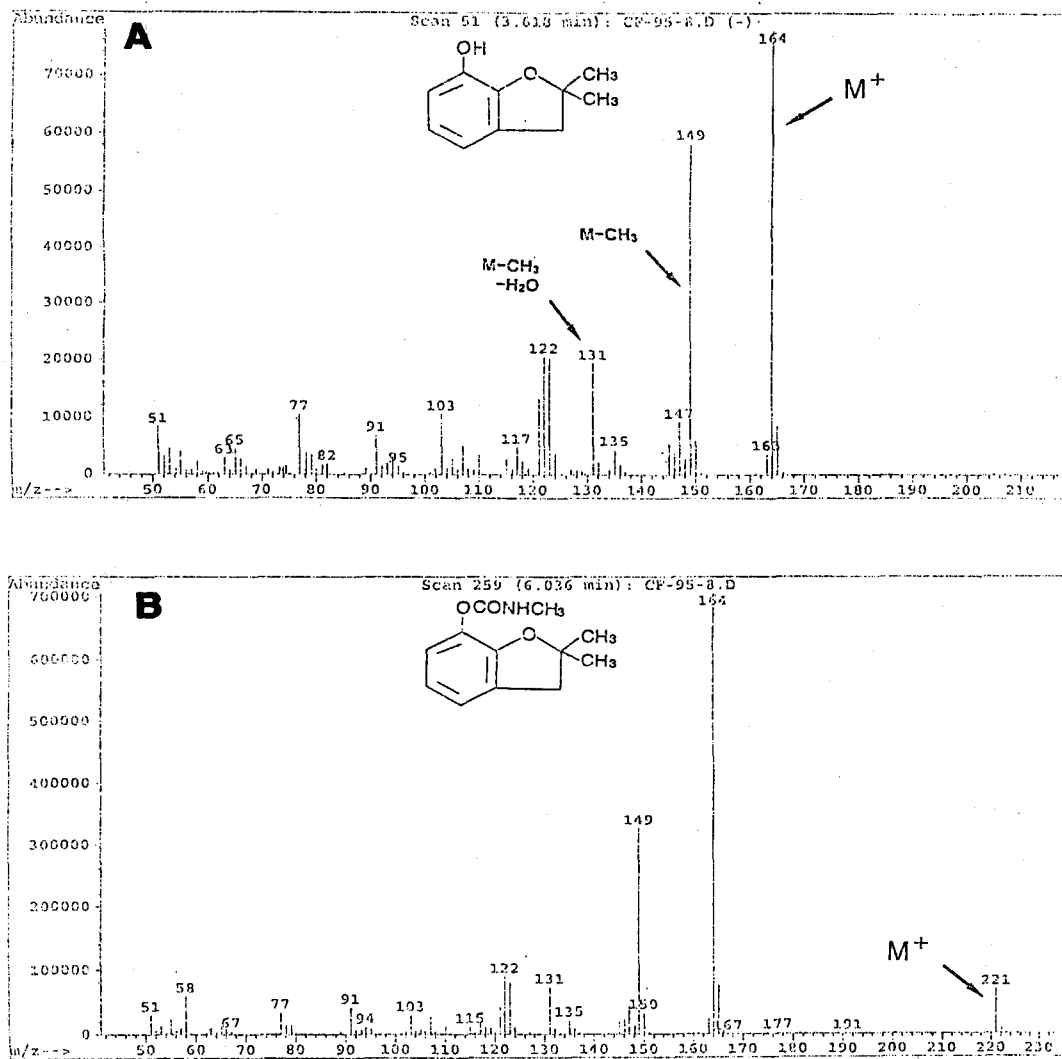 Abundance
Scan 51 (3.618 min): CF-95-8.D (-)
A
164
OH
O
CH₃
CH₃
M⁺
70000
60000
149
50000
40000
M-CH₃
M-CH₃
-H₂O
30000
20000
122
131
10000
51
63
65
77
82
91
95
103
117
135
147
163
0
m/z-->
50 60 70 80 90 100 110 120 130 140 150 160 170 180 190 200 210
Abundance
Scan 259 (6.036 min): CF-95-8.D
700000
B
164
OCONHCH₃
O
CH₃
CH₃
600000
500000
400000
149
300000
200000
M⁺
100000
51
58
67
77
91
94
103
115
122
131
135
150
167
177
191
221
0
m/z-->
50 60 70 80 90 100 110 120 130 140 150 160 170 180 190 200 210 220 230